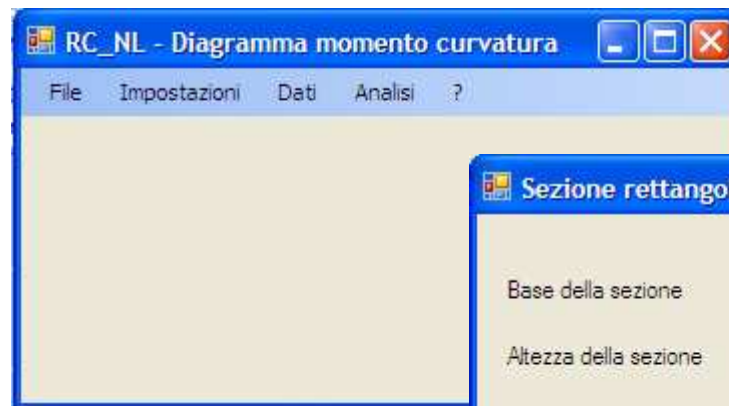 RC_NL - Diagramma momento curvatura
File Impostazioni Dati Analisi ?
Sezione rettango
Base della sezione
Altezza della sezione